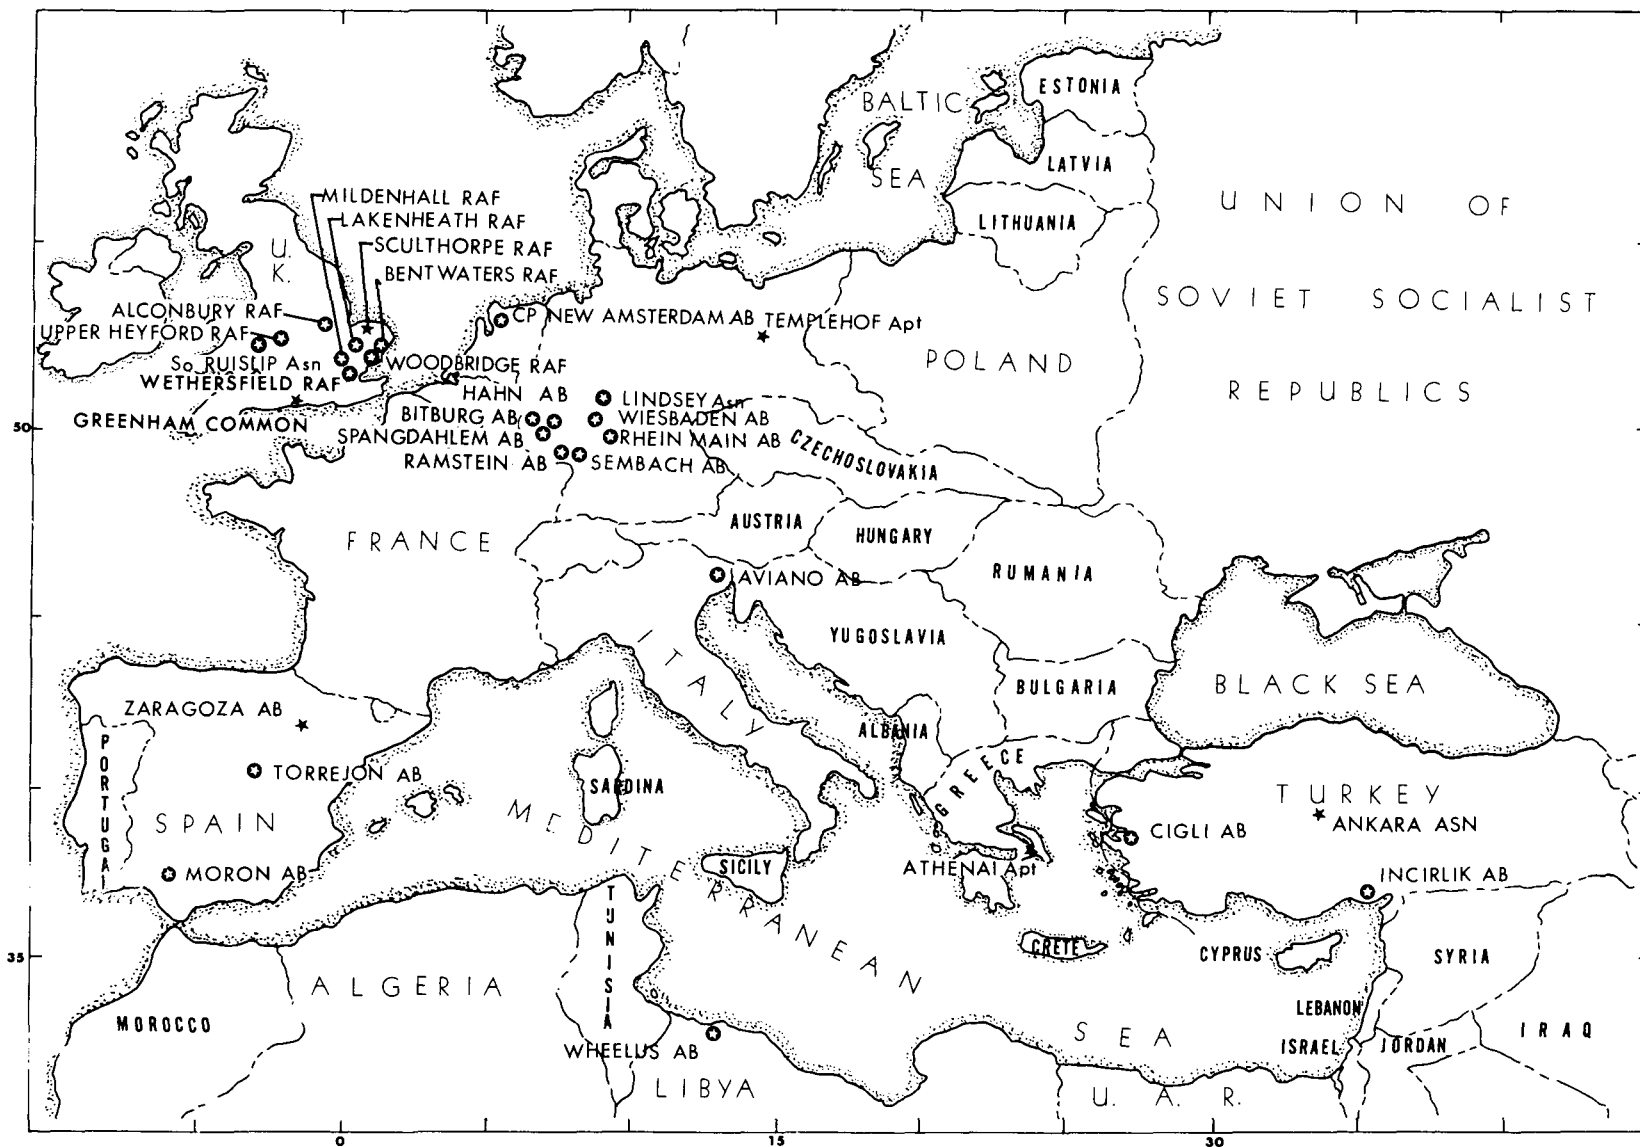 ESTONIA
BALTIC
SEA
LATVIA
LITHUANIA
UNION OF
SOVIET SOCIALIST
REPUBLICS
MILDENHALL RAF
LAKENHEATH RAF
SCULTHORPE RAF
BENTWATERS RAF
U.
K.
ALCONBURY RAF
UPPER HEYFORD RAF
So RUISLIP Asn
WETHERSFIELD RAF
GREENHAM COMMON
WOODBRIDGE RAF
CP NEW AMSTERDAM AB
TEMPLEHOF Apt
POLAND
HAHN AB
LINDSEY Asn
BITBURG AB
WIESBADEN AB
SPANGDAHLEM AB
RHEIN MAIN AB
RAMSTEIN AB
SEMBACH AB
CZECHOSLOVAKIA
50
FRANCE
AUSTRIA
HUNGARY
RUMANIA
AVIANO AB
YUGOSLAVIA
ITALY
BULGARIA
BLACK SEA
ZARAGOZA AB
ALBANIA
PORTUGAL
TORREJON AB
SARDINA
GREECE
TURKEY
ANKARA ASN
SPAIN
CIGLI AB
MORON AB
SICILY
ATHENAI Apt
INCIRLIK AB
MEDITERRANEAN
SEA
TUNISIA
CRETE
CYPRUS
SYRIA
35
ALGERIA
LEBANON
MOROCCO
ISRAEL
JORDAN
IRAQ
WHEELUS AB
LIBYA
U. A. R.
0
15
30